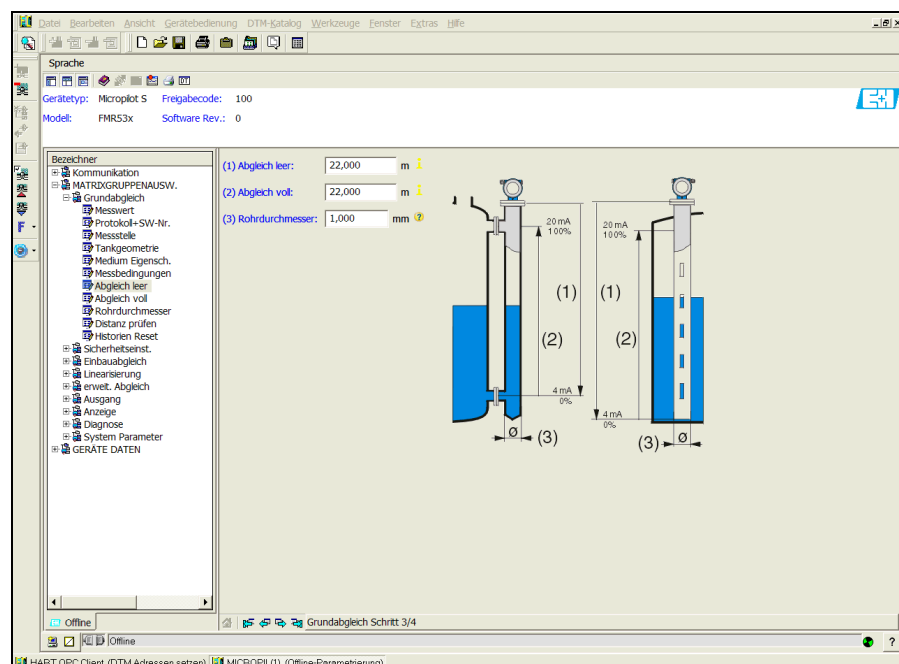 Datei Bearbeiten Ansicht Gerätebedienung DTM-Katalog Werkzeuge Fenster Extras Hilfe
Sprache
Gerätetyp: Micropilot S Freigabecode: 100
Modell: FMR53x Software Rev.: 0
Bezeichner
Kommunikation
MATRIXGRUPPENAUSW.
Grundabgleich
Messwert
Protokoll+SW-Nr.
Messstelle
Tankgeometrie
Medium Eigensch.
Messbedingungen
Abgleich leer
Abgleich voll
Rohrdurchmesser
Distanz prüfen
Historien Reset
Sicherheitseinst.
Einbauabgleich
Linearisierung
erweit. Abgleich
Ausgang
Anzeige
Diagnose
System Parameter
GERÄTE DATEN
(1) Abgleich leer: 22,000 m
(2) Abgleich voll: 22,000 m
(3) Rohrdurchmesser: 1,000 mm
20 mA
100%
(1)
(2)
4 mA
0%
ø
(3)
20 mA
100%
(1)
(2)
4 mA
0%
(3)
ø
Offline
Grundabgleich Schritt 3/4
Offline
HART OPC Client (DTM Adressen setzen) MICROPIL(1) (Offline-Parametrierung)